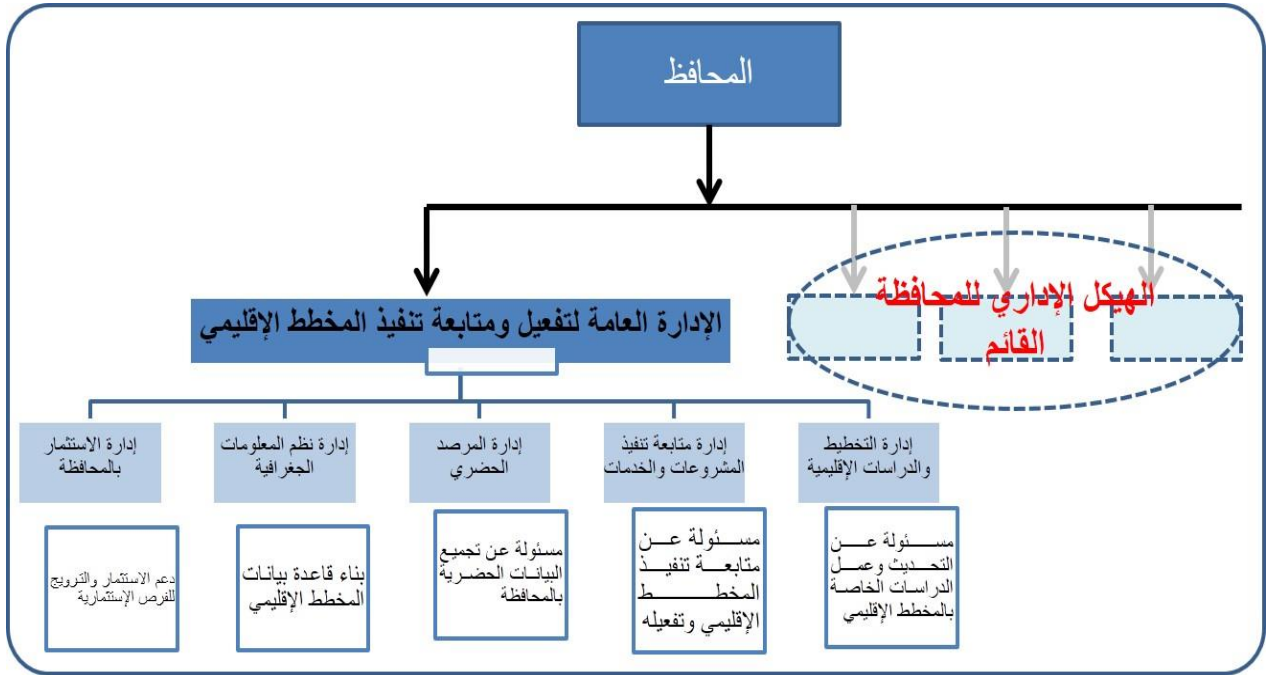 المحافظ
الهيكل الإداري للمحافظة
القائم
الإدارة العامة لتفعيل ومتابعة تنفيذ المخطط الإقليمي
إدارة التخطيط
والدراسات الإقليمية
إدارة متابعة تنفيذ
المشروعات والخدمات
إدارة المرصد
الحضري
إدارة نظم المعلومات
الجغرافية
إدارة الاستثمار
بالمحافظة
مسئولة عن
التحديث وعمل
الدراسات الخاصة
بالمخطط الإقليمي
مسئولة عن
متابعة تنفيذ
المخطط
الإقليمي وتفعيله
مسئولة عن تجميع
البيانات الحضرية
بالمحافظة
بناء قاعدة بيانات
المخطط الإقليمي
دعم الاستثمار والترويج
للفرص الإستثمارية